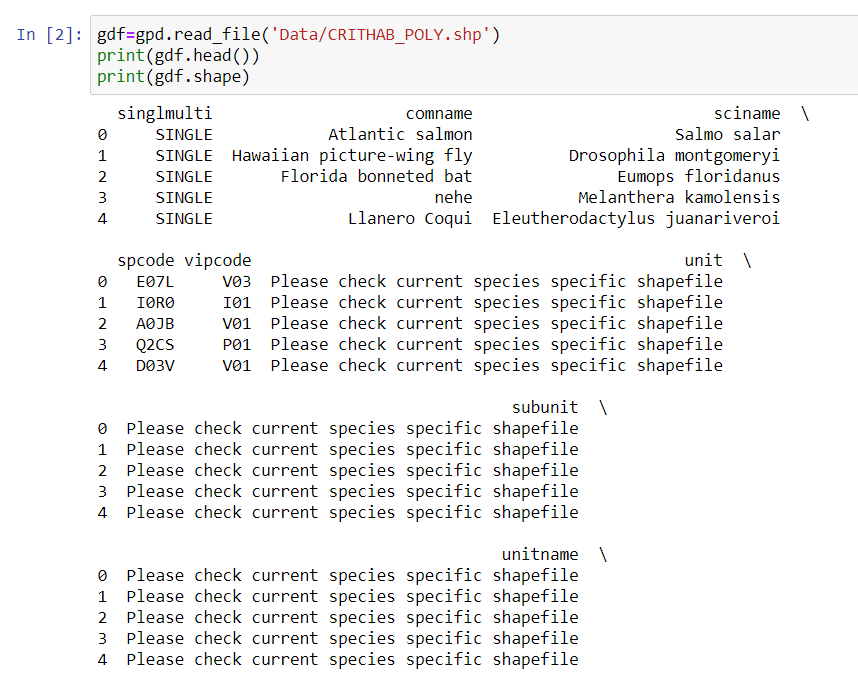 In [2]: gdf=gpd.read_file('Data/CRITHAB_POLY.shp')
print(gdf.head())
print(gdf.shape)
singlmulti comname sciname \
0 SINGLE Atlantic salmon Salmo salar
1 SINGLE Hawaiian picture-wing fly Drosophila montgomeryi
2 SINGLE Florida bonneted bat Eumops floridanus
3 SINGLE nehe Melanthera kamolensis
4 SINGLE Llanero Coqui Eleutherodactylus juanariveroi
spcode vipcode unit \
0 E07L V03 Please check current species specific shapefile
1 I0R0 I01 Please check current species specific shapefile
2 A0JB V01 Please check current species specific shapefile
3 Q2CS P01 Please check current species specific shapefile
4 D03V V01 Please check current species specific shapefile
subunit \
0 Please check current species specific shapefile
1 Please check current species specific shapefile
2 Please check current species specific shapefile
3 Please check current species specific shapefile
4 Please check current species specific shapefile
unitname \
0 Please check current species specific shapefile
1 Please check current species specific shapefile
2 Please check current species specific shapefile
3 Please check current species specific shapefile
4 Please check current species specific shapefile